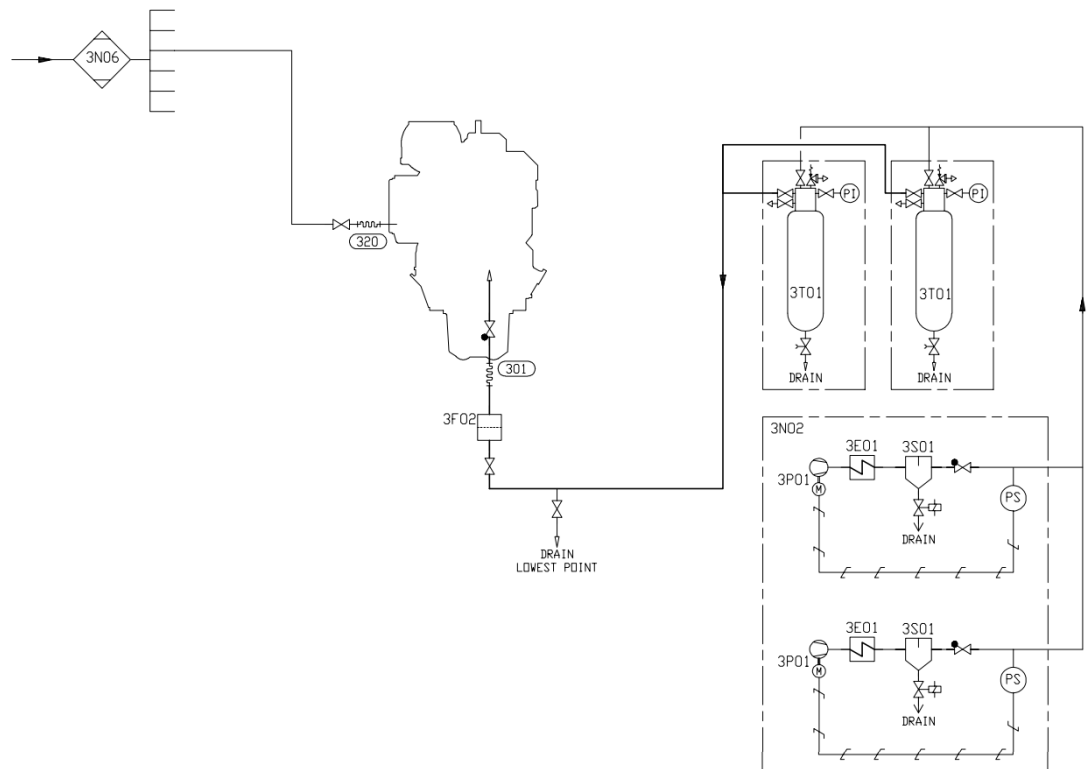 3N06
320
301
3F02
DRAIN
LOWEST POINT
PI
PI
3T01
3T01
DRAIN
DRAIN
3N02
3E01
3S01
3P01
M
PS
DRAIN
3E01
3S01
3P01
M
PS
DRAIN